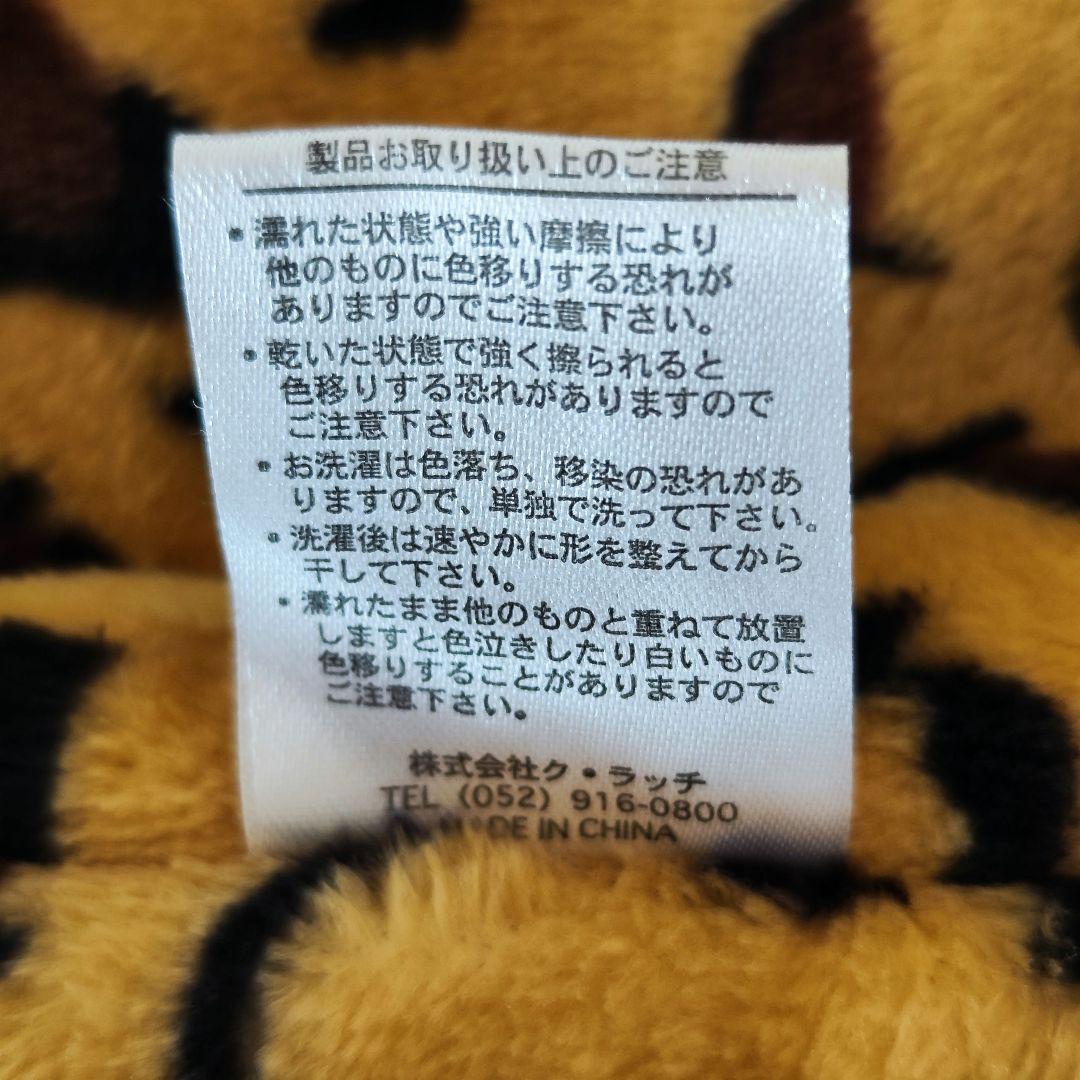 製品お取り扱い上のご注意
・濡れた状態や強い摩擦により
他のものに色移りする恐れが
ありますのでご注意下さい。
・乾いた状態で強く擦られると
色移りする恐れがありますので
ご注意下さい。
・お洗濯は色落ち、移染の恐れがあ
りますので、単独で洗って下さい。
・洗濯後は速やかに形を整えてから
干して下さい。
・濡れたまま他のものと重ねて放置
しますと色泣きしたり白いものに
色移りすることがありますので
ご注意下さい。
株式会社ク・ラッチ
TEL (052) 916-0800
MADE IN CHINA